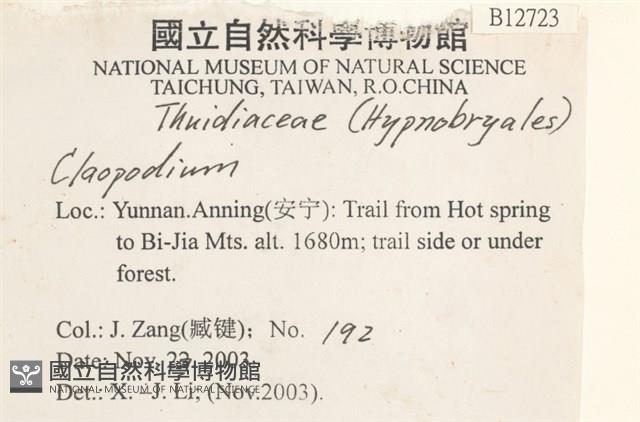 B12723
國立自然科學博物館
NATIONAL MUSEUM OF NATURAL SCIENCE
TAICHUNG, TAIWAN, R.O.CHINA
Thuidiaceae (Hypnobryales)
Claopodium
Loc.: Yunnan.Anning(安宁): Trail from Hot spring
to Bi-Jia Mts. alt. 1680m; trail side or under
forest.
Col.: J. Zang(臧键); No. 192
Date: Nov. 22, 2003
國立自然科學博物館
NATIONAL MUSEUM OF NATURAL SCIENCE
Det.: X. -J. Li, (Nov.2003).